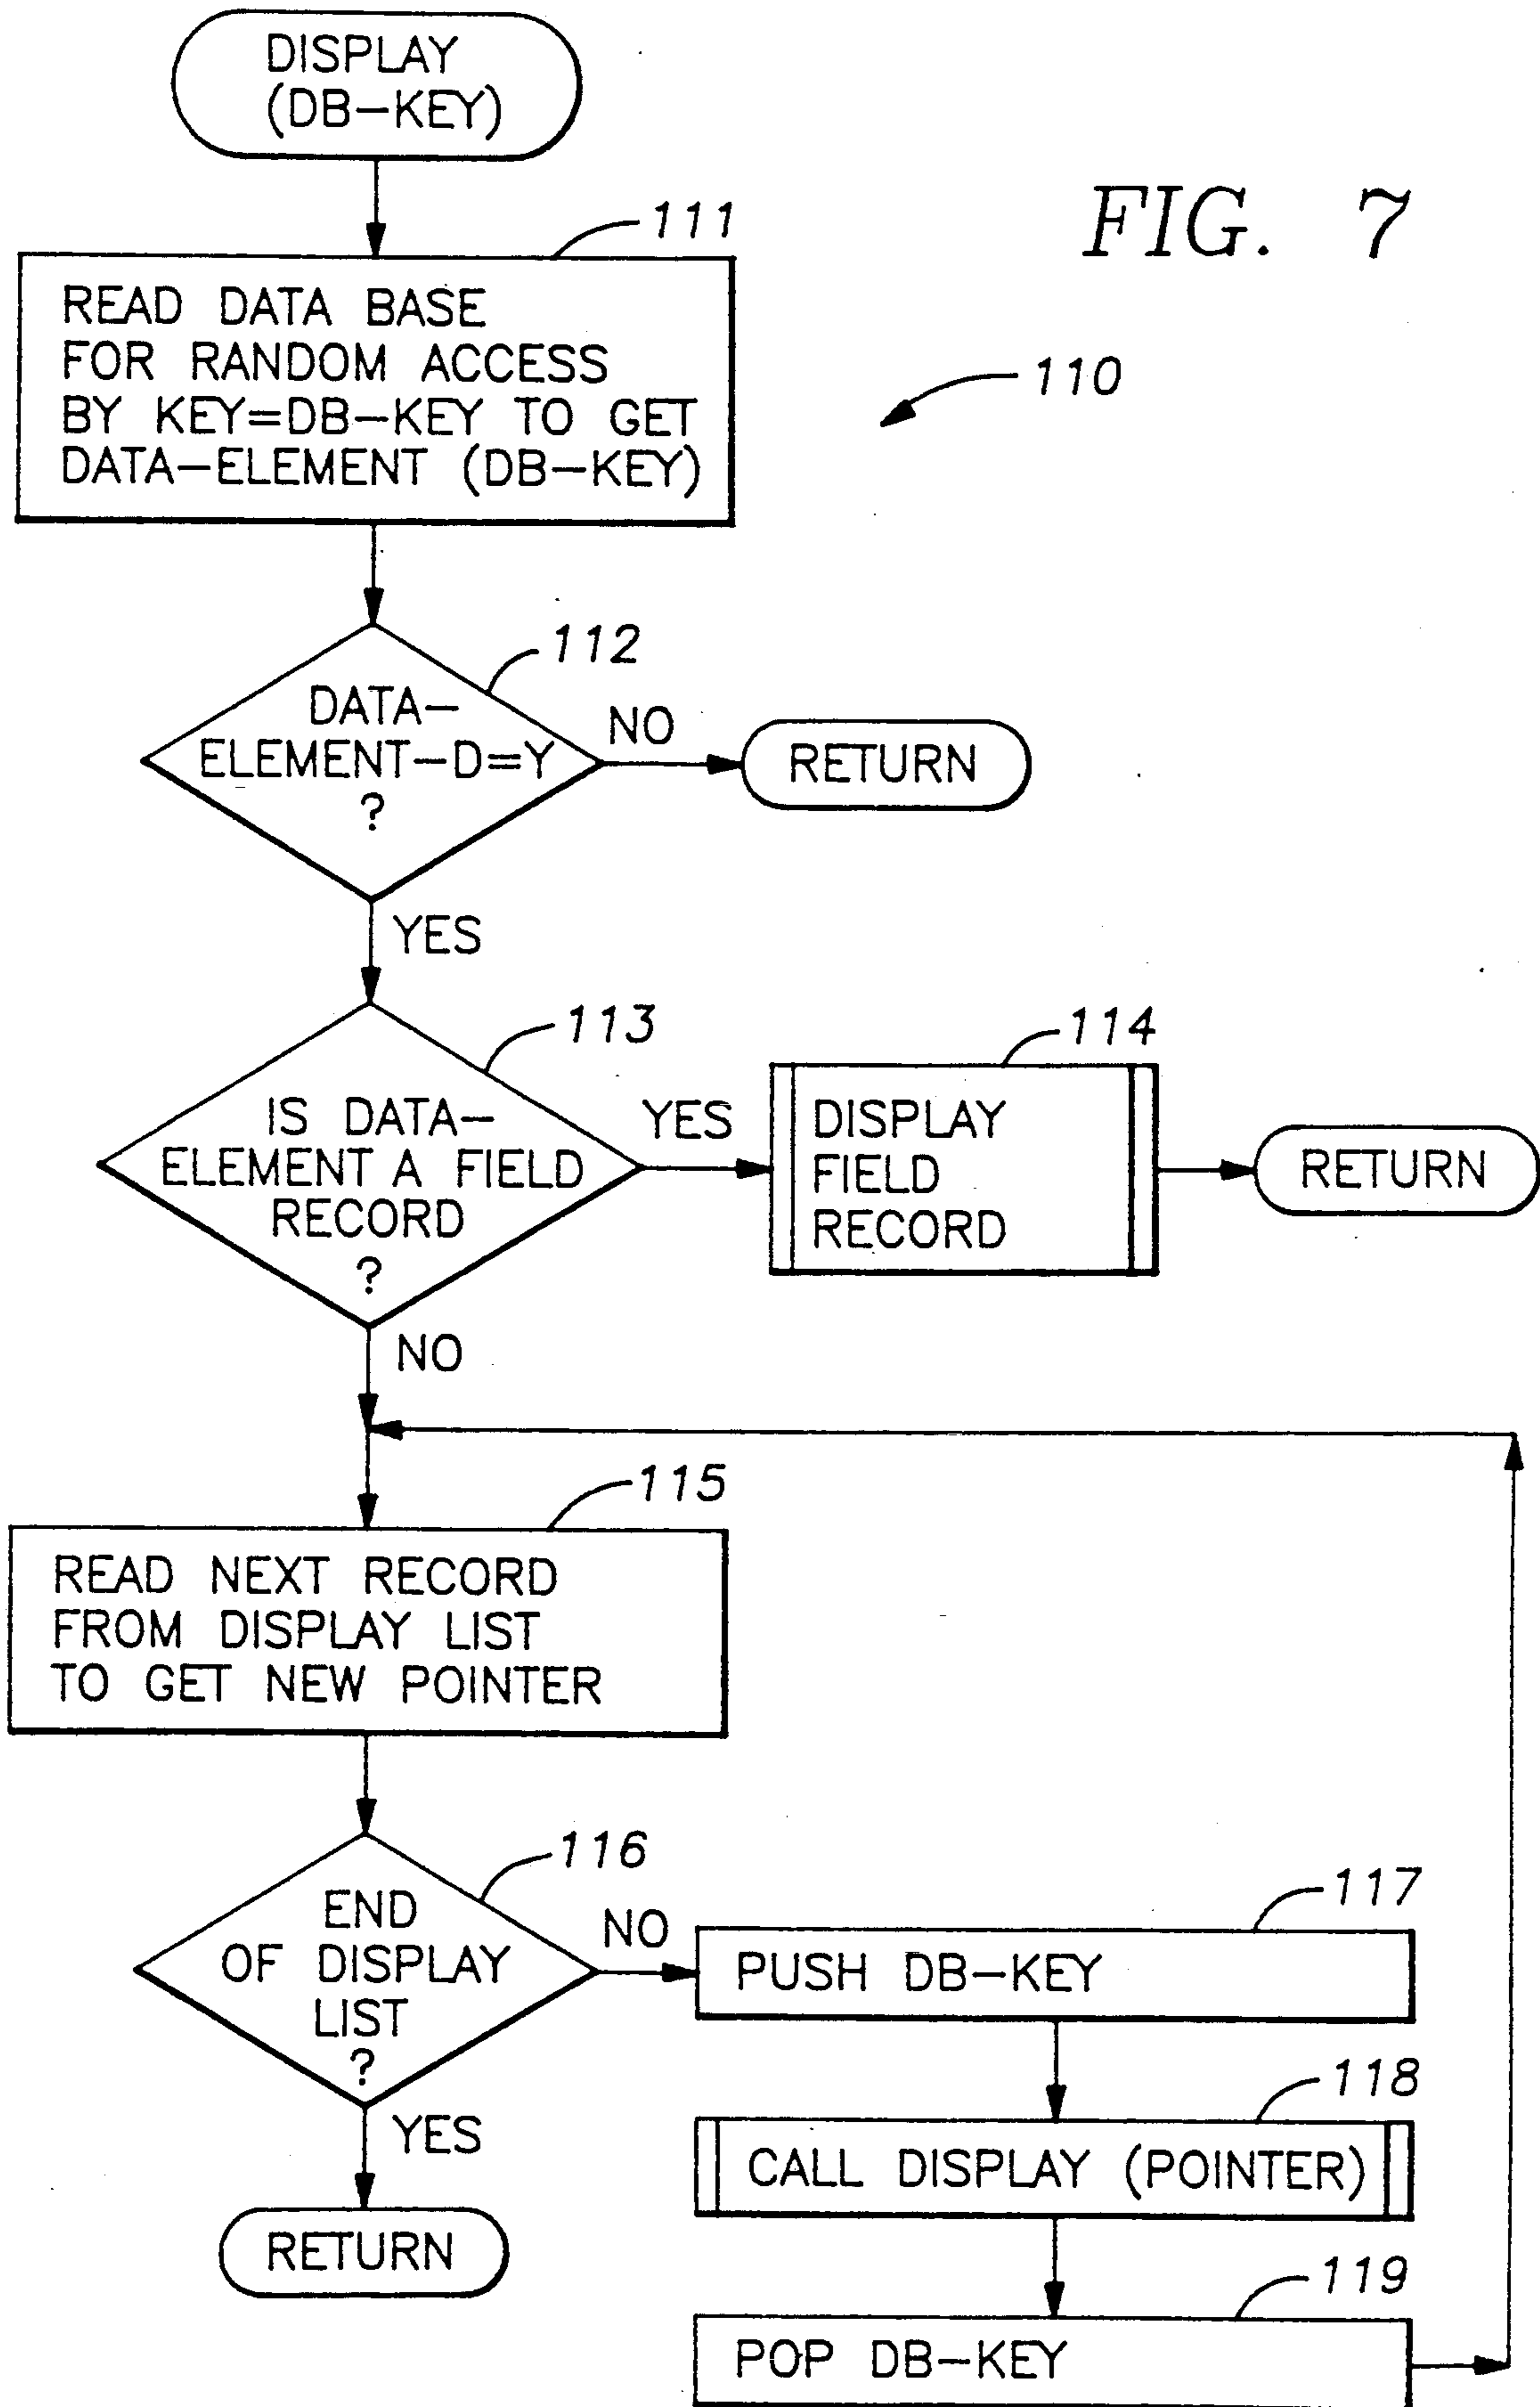 DISPLAY
(DB-KEY)
FIG. 7
111
READ DATA BASE
FOR RANDOM ACCESS
BY KEY=DB-KEY TO GET
DATA-ELEMENT (DB-KEY)
110
112
DATA-
ELEMENT-D=Y
?
NO
RETURN
YES
113
IS DATA-
ELEMENT A FIELD
RECORD
?
YES
114
DISPLAY
FIELD
RECORD
RETURN
NO
115
READ NEXT RECORD
FROM DISPLAY LIST
TO GET NEW POINTER
116
END
OF DISPLAY
LIST
?
NO
117
PUSH DB-KEY
118
CALL DISPLAY (POINTER)
YES
RETURN
119
POP DB-KEY